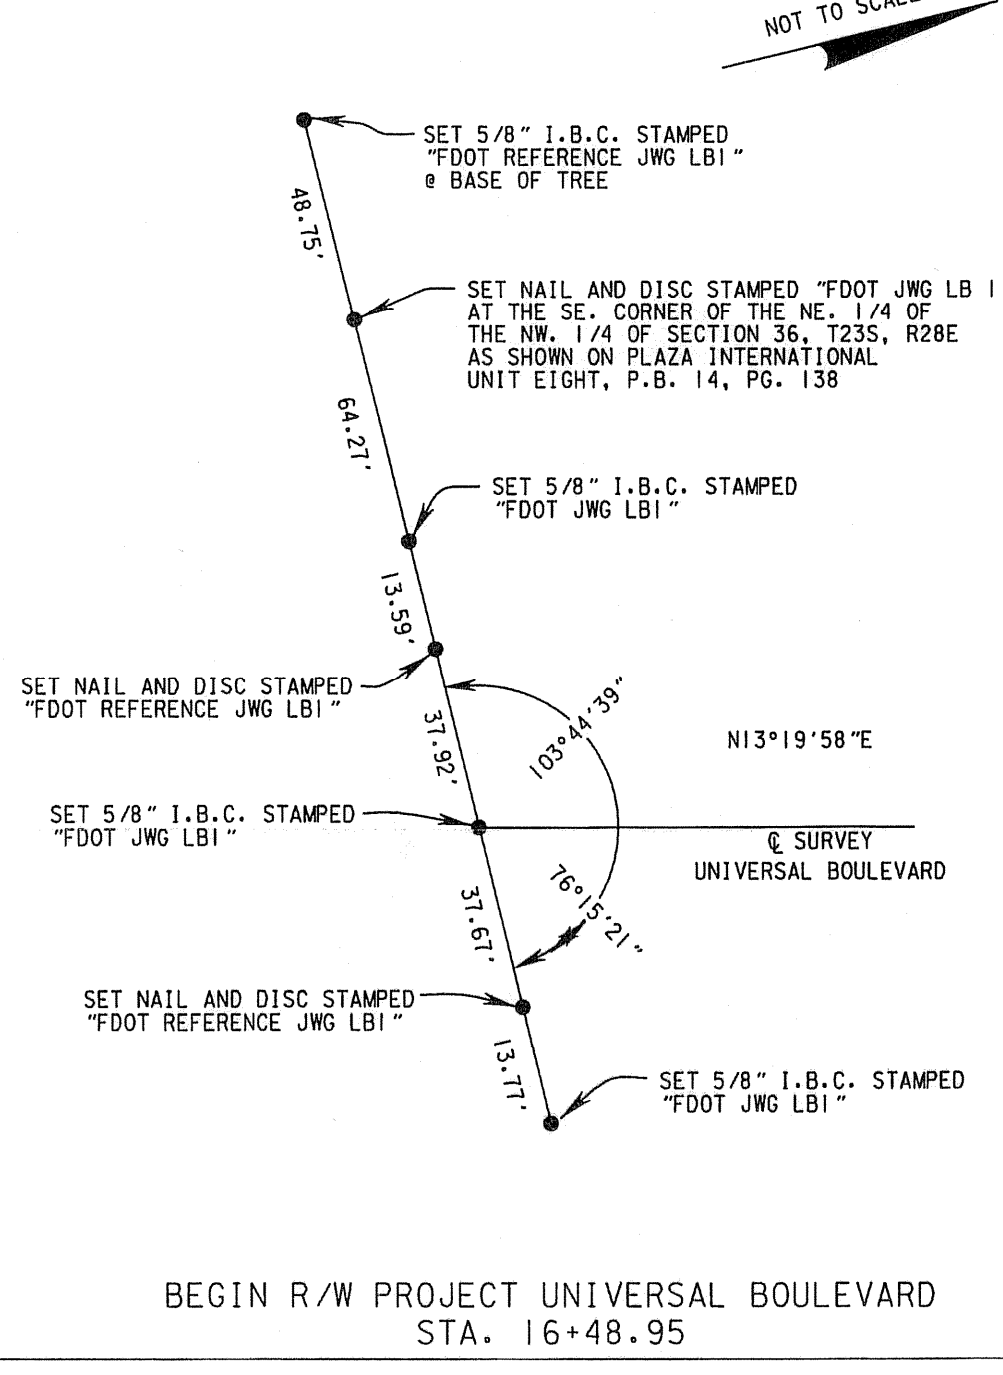 NOT TO SCALE
SET 5/8" I.B.C. STAMPED
"FDOT REFERENCE JWG LB1"
@ BASE OF TREE
48.75'
SET NAIL AND DISC STAMPED "FDOT JWG LB 1
AT THE SE. CORNER OF THE NE. 1/4 OF
THE NW. 1/4 OF SECTION 36, T23S, R28E
AS SHOWN ON PLAZA INTERNATIONAL
UNIT EIGHT, P.B. 14, PG. 138
64.27'
SET 5/8" I.B.C. STAMPED
"FDOT JWG LB1"
13.59'
SET NAIL AND DISC STAMPED
"FDOT REFERENCE JWG LB1"
103°44'39"
37.92'
N13°19'58"E
SET 5/8" I.B.C. STAMPED
"FDOT JWG LB1"
℄ SURVEY
UNIVERSAL BOULEVARD
76°15'21"
37.67'
SET NAIL AND DISC STAMPED
"FDOT REFERENCE JWG LB1"
13.77'
SET 5/8" I.B.C. STAMPED
"FDOT JWG LB1"
BEGIN R/W PROJECT UNIVERSAL BOULEVARD
STA. 16+48.95